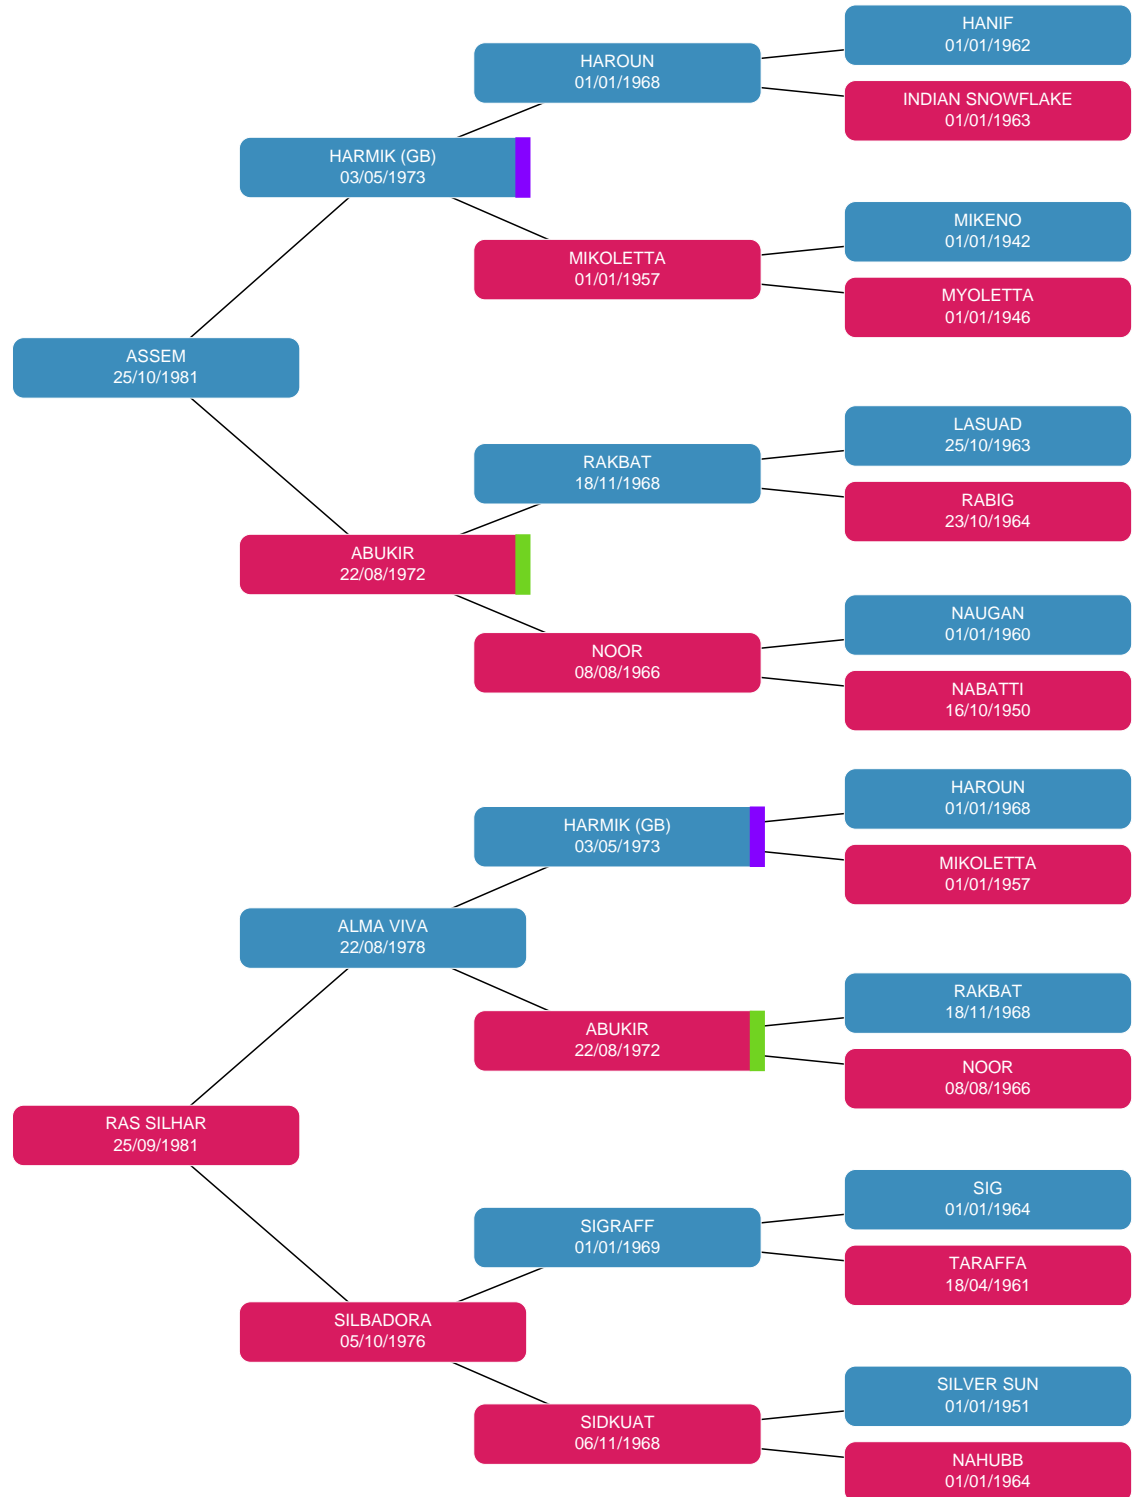 HANIF
01/01/1962
HAROUN
01/01/1968
INDIAN SNOWFLAKE
01/01/1963
HARMIK (GB)
03/05/1973
MIKENO
01/01/1942
MIKOLETTA
01/01/1957
MYOLETTA
01/01/1946
ASSEM
25/10/1981
LASUAD
25/10/1963
RAKBAT
18/11/1968
RABIG
23/10/1964
ABUKIR
22/08/1972
NAUGAN
01/01/1960
NOOR
08/08/1966
NABATTI
16/10/1950
HAROUN
01/01/1968
HARMIK (GB)
03/05/1973
MIKOLETTA
01/01/1957
ALMA VIVA
22/08/1978
RAKBAT
18/11/1968
ABUKIR
22/08/1972
NOOR
08/08/1966
RAS SILHAR
25/09/1981
SIG
01/01/1964
SIGRAFF
01/01/1969
TARAFFA
18/04/1961
SILBADORA
05/10/1976
SILVER SUN
01/01/1951
SIDKUAT
06/11/1968
NAHUBB
01/01/1964